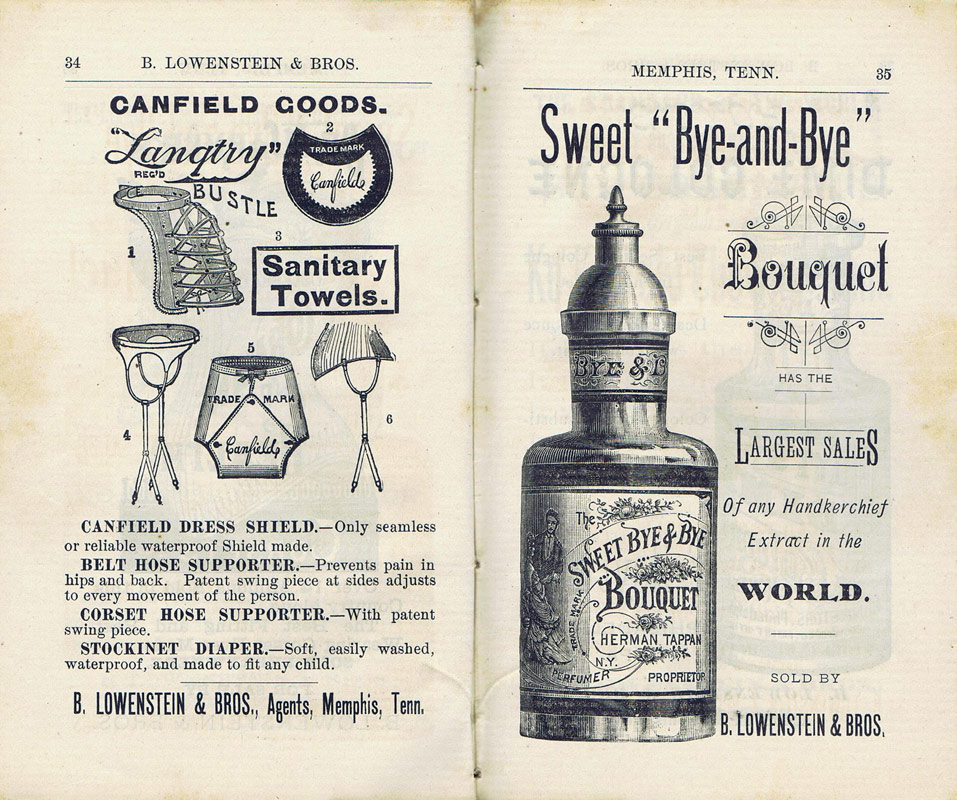 34 B. LOWENSTEIN & BROS.
CANFIELD GOODS.
"Langtry"
REG'D
BUSTLE
1
2
TRADE MARK
Canfield
3
Sanitary
Towels.
4
5
TRADE MARK
Canfield
6
CANFIELD DRESS SHIELD.—Only seamless
or reliable waterproof Shield made.
BELT HOSE SUPPORTER.—Prevents pain in
hips and back. Patent swing piece at sides adjusts
to every movement of the person.
CORSET HOSE SUPPORTER.—With patent
swing piece.
STOCKINET DIAPER.—Soft, easily washed,
waterproof, and made to fit any child.
B. LOWENSTEIN & BROS., Agents, Memphis, Tenn.
MEMPHIS, TENN. 35
Sweet "Bye-and-Bye"
Bouquet
HAS THE
LARGEST SALES
Of any Handkerchief
Extract in the
WORLD.
SOLD BY
B. LOWENSTEIN & BROS.
BYE & B
The
SWEET BYE & BYE
BOUQUET
TRADE MARK
HERMAN TAPPAN
N.Y.
PERFUMER PROPRIETOR